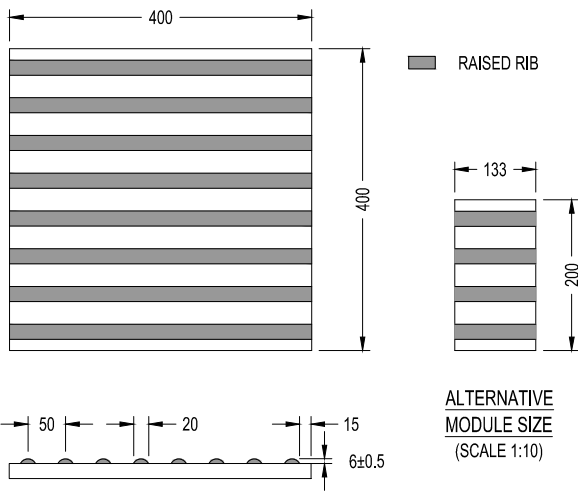 400
RAISED RIB
400
133
200
50
20
15
6±0.5
ALTERNATIVE
MODULE SIZE
(SCALE 1:10)